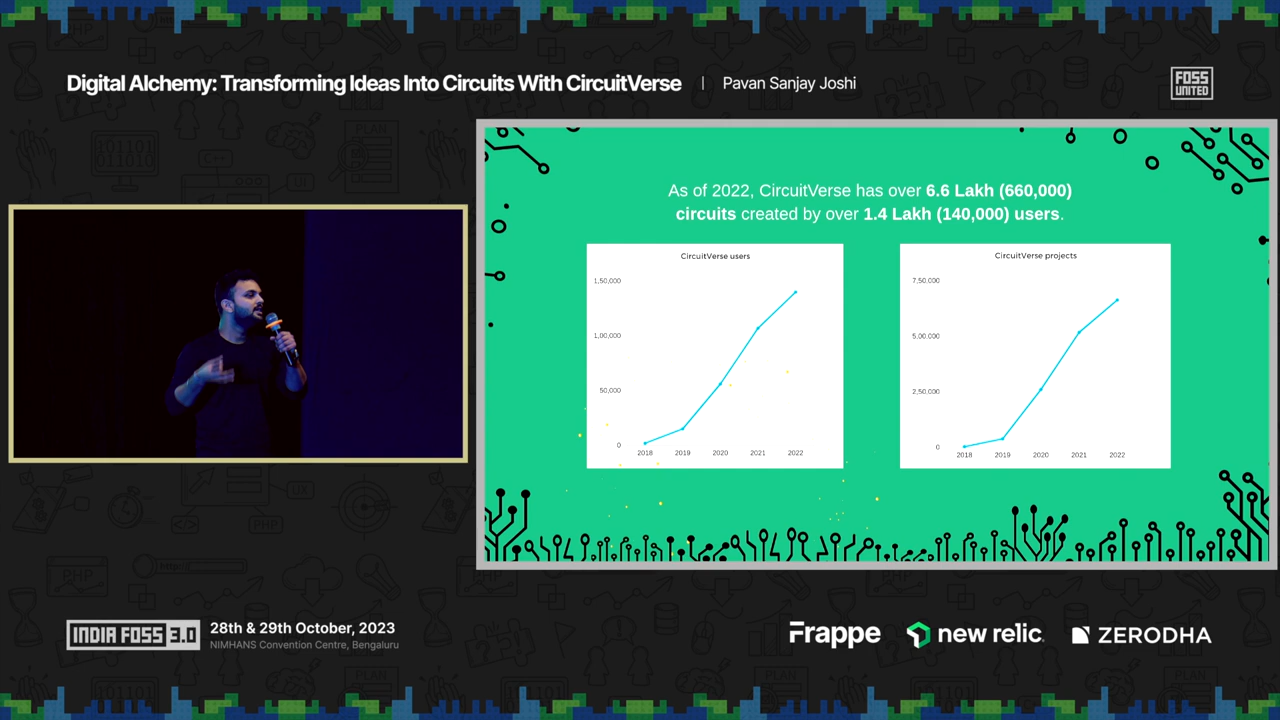 Digital Alchemy: Transforming Ideas Into Circuits With CircuitVerse | Pavan Sanjay Joshi
FOSS
UNITED
As of 2022, CircuitVerse has over 6.6 Lakh (660,000)
circuits created by over 1.4 Lakh (140,000) users.
CircuitVerse users
1,50,000
1,00,000
50,000
0
2018 2019 2020 2021 2022
CircuitVerse projects
7,50,000
5,00,000
2,50,000
0
2018 2019 2020 2021 2022
INDIA FOSS 3.0
28th & 29th October, 2023
NIMHANS Convention Centre, Bengaluru
Frappe
new relic
ZERODHA